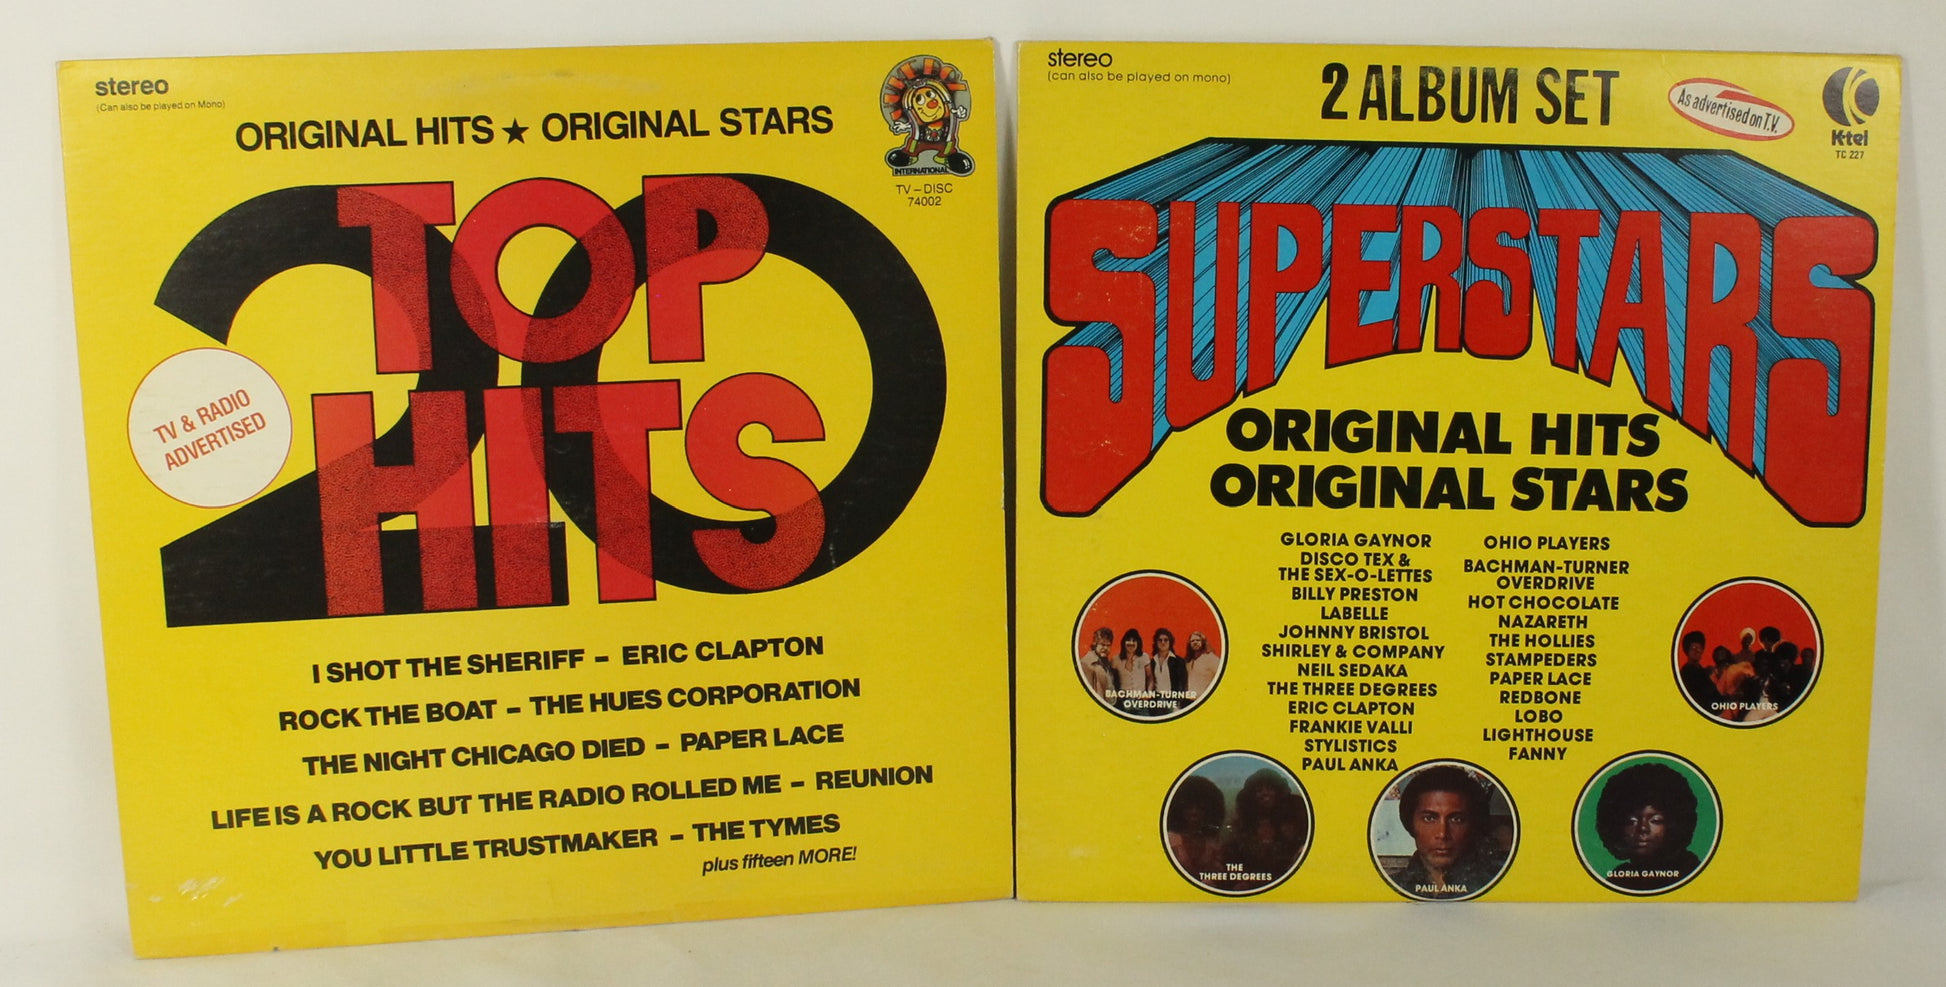 stereo
(Can also be played on Mono)
ORIGINAL HITS ★ ORIGINAL STARS
INTERNATIONAL
TV – DISC
74002
20
TOP
HITS
TV & RADIO
ADVERTISED
I SHOT THE SHERIFF – ERIC CLAPTON
ROCK THE BOAT – THE HUES CORPORATION
THE NIGHT CHICAGO DIED – PAPER LACE
LIFE IS A ROCK BUT THE RADIO ROLLED ME – REUNION
YOU LITTLE TRUSTMAKER – THE TYMES
plus fifteen MORE!
stereo
(can also be played on mono)
2 ALBUM SET
As advertised on T.V.
K-tel
TC 227
SUPERSTARS
ORIGINAL HITS
ORIGINAL STARS
GLORIA GAYNOR
DISCO TEX &
THE SEX-O-LETTES
BILLY PRESTON
LABELLE
JOHNNY BRISTOL
SHIRLEY & COMPANY
NEIL SEDAKA
THE THREE DEGREES
ERIC CLAPTON
FRANKIE VALLI
STYLISTICS
PAUL ANKA
OHIO PLAYERS
BACHMAN-TURNER
OVERDRIVE
HOT CHOCOLATE
NAZARETH
THE HOLLIES
STAMPEDERS
PAPER LACE
REDBONE
LOBO
LIGHTHOUSE
FANNY
BACHMAN-TURNER
OVERDRIVE
OHIO PLAYERS
THE
THREE DEGREES
PAUL ANKA
GLORIA GAYNOR